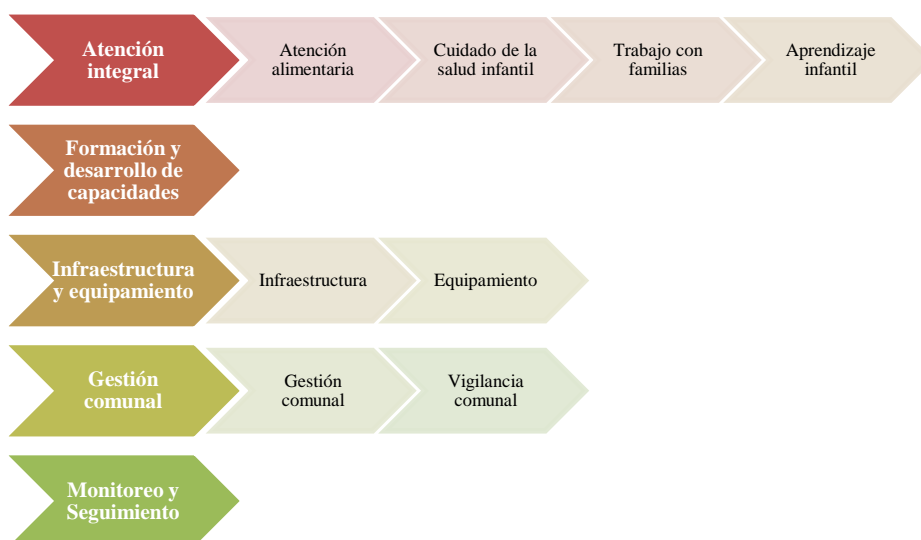 Atención
integral
Atención
alimentaria
Cuidado de la
salud infantil
Trabajo con
familias
Aprendizaje
infantil
Formación y
desarrollo de
capacidades
Infraestructura
y equipamiento
Infraestructura
Equipamiento
Gestión
comunal
Gestión
comunal
Vigilancia
comunal
Monitoreo y
Seguimiento